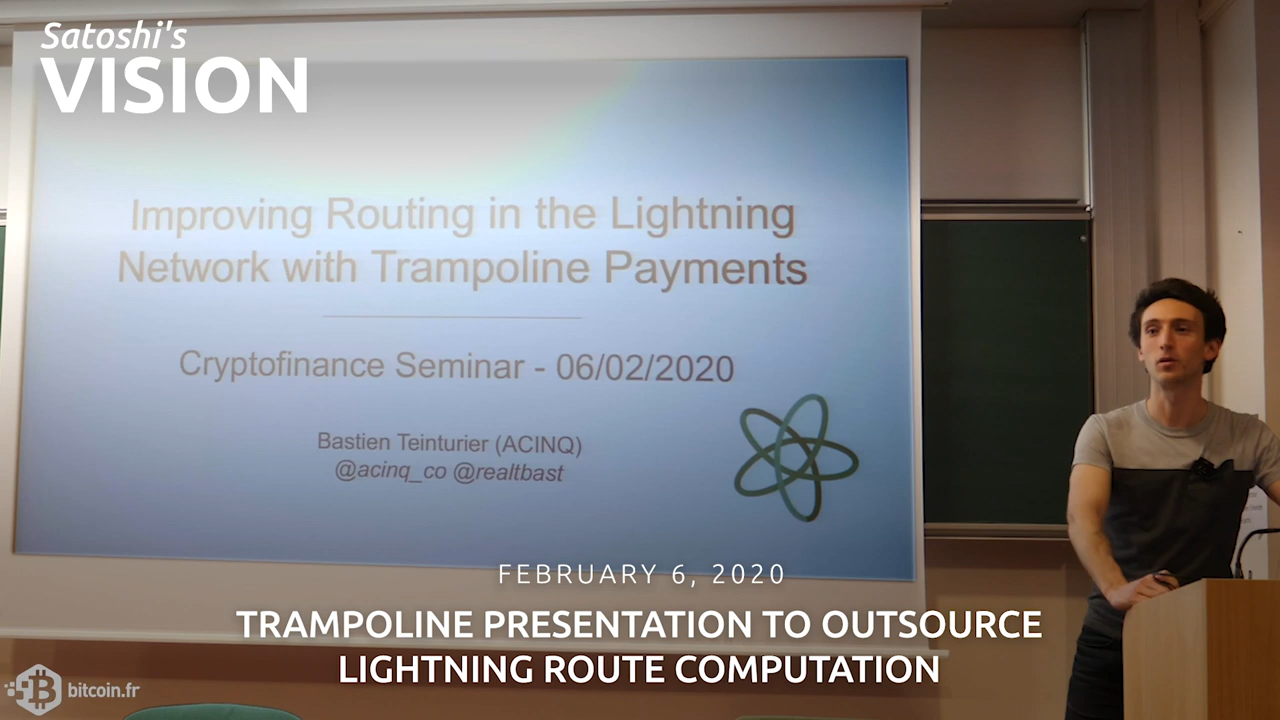 Satoshi's
VISION
Improving Routing in the Lightning
Network with Trampoline Payments
Cryptofinance Seminar - 06/02/2020
Bastien Teinturier (ACINQ)
@acinq_co @realtbast
FEBRUARY 6, 2020
TRAMPOLINE PRESENTATION TO OUTSOURCE
LIGHTNING ROUTE COMPUTATION
bitcoin.fr